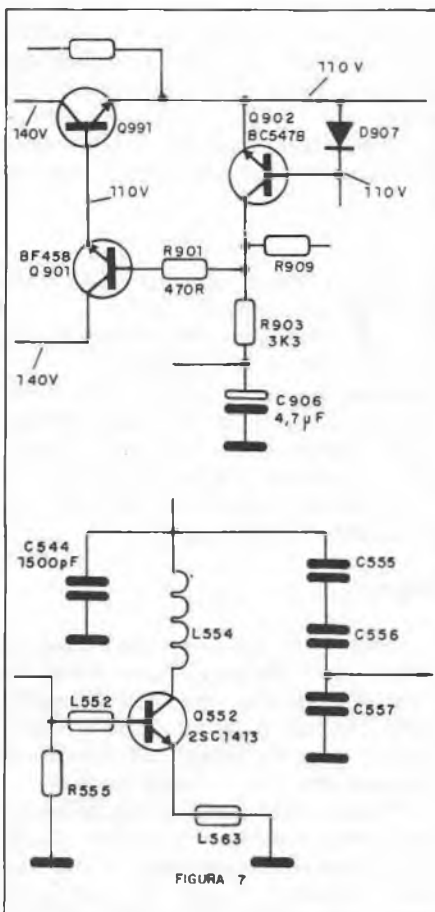 110V
140V
Q991
Q902
BC547B
D907
110V
110V
BF458
Q901
R901
470R
R909
R903
3K3
140V
C906
4,7µF
C544
1500pF
C555
L554
C556
L552
Q552
2SC1413
C557
R555
L563
FIGURA 7